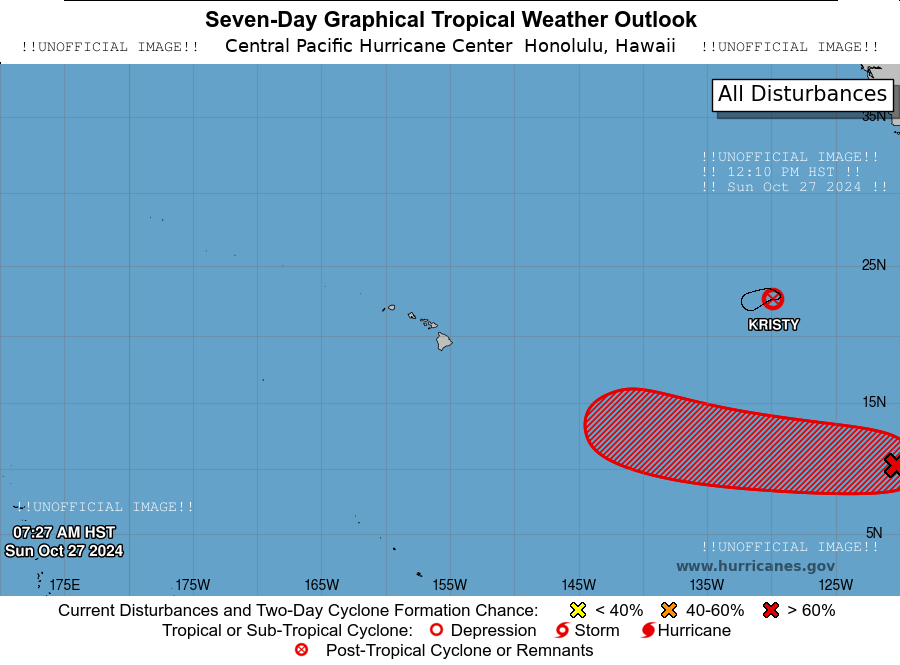 Seven-Day Graphical Tropical Weather Outlook
!!UNOFFICIAL IMAGE!! Central Pacific Hurricane Center Honolulu, Hawaii !!UNOFFICIAL IMAGE!!
All Disturbances
35N
!!UNOFFICIAL IMAGE!!
!! 12:10 PM HST !!
!! Sun Oct 27 2024 !!
25N
KRISTY
15N
!!UNOFFICIAL IMAGE!!
07:27 AM HST
Sun Oct 27 2024
5N
!!UNOFFICIAL IMAGE!!
www.hurricanes.gov
175E 175W 165W 155W 145W 135W 125W
Current Disturbances and Two-Day Cyclone Formation Chance: < 40% 40-60% > 60%
Tropical or Sub-Tropical Cyclone: Depression Storm Hurricane
Post-Tropical Cyclone or Remnants